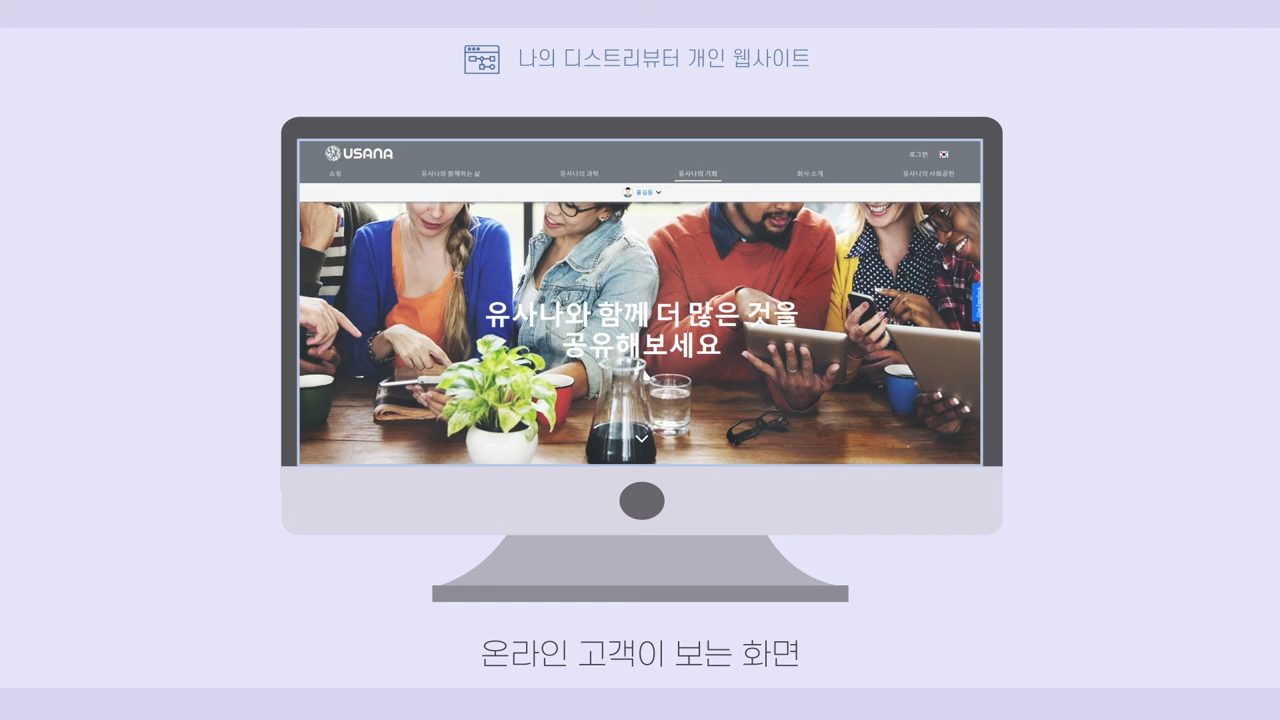 나의 디스트리뷰터 개인 웹사이트
USANA
로그인
쇼핑 유사나와 함께하는 삶 유사나의 과학 유사나의 기회 회사 소개 유사나의 사회공헌
홍길동
유사나와 함께 더 많은 것을
공유해보세요
온라인 고객이 보는 화면